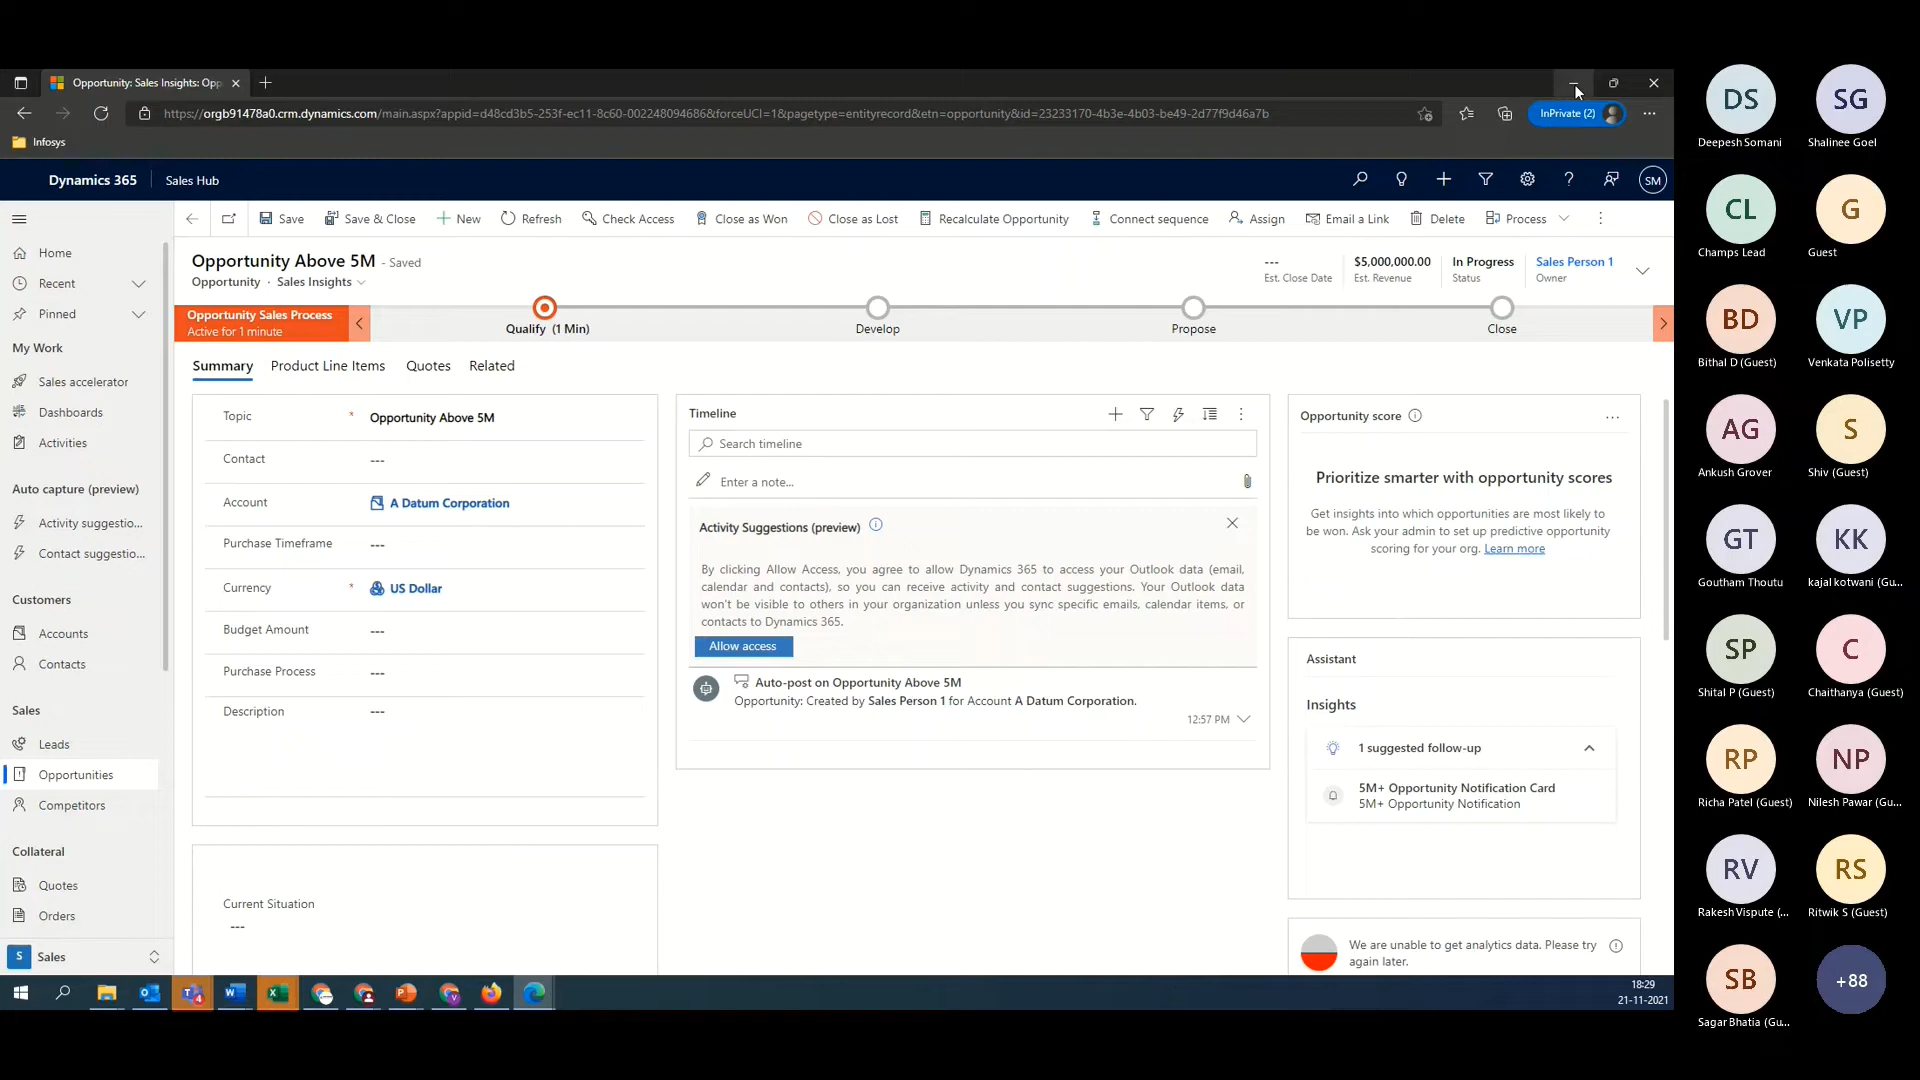 Opportunity: Sales Insights: Opp
https://orgb91478a0.crm.dynamics.com/main.aspx?appid=d48cd3b5-253f-ec11-8c60-002248094686&forceUCI=1&pagetype=entityrecord&etn=opportunity&id=23233170-4b3e-4b03-be49-2d77f9d46a7b
InPrivate (2)
Infosys
Dynamics 365
Sales Hub
SM
Save
Save & Close
New
Refresh
Check Access
Close as Won
Close as Lost
Recalculate Opportunity
Connect sequence
Assign
Email a Link
Delete
Process
Home
Recent
Pinned
My Work
Sales accelerator
Dashboards
Activities
Auto capture (preview)
Activity suggestio...
Contact suggestio...
Customers
Accounts
Contacts
Sales
Leads
Opportunities
Competitors
Collateral
Quotes
Orders
S Sales
Opportunity Above 5M - Saved
Opportunity · Sales Insights
---
Est. Close Date
$5,000,000.00
Est. Revenue
In Progress
Status
Sales Person 1
Owner
Opportunity Sales Process
Active for 1 minute
Qualify (1 Min)
Develop
Propose
Close
Summary
Product Line Items
Quotes
Related
Topic * Opportunity Above 5M
Contact ---
Account A Datum Corporation
Purchase Timeframe ---
Currency * US Dollar
Budget Amount ---
Purchase Process ---
Description ---
Current Situation
---
Timeline
Search timeline
Enter a note...
Activity Suggestions (preview)
By clicking Allow Access, you agree to allow Dynamics 365 to access your Outlook data (email,
calendar and contacts), so you can receive activity and contact suggestions. Your Outlook data
won't be visible to others in your organization unless you sync specific emails, calendar items, or
contacts to Dynamics 365.
Allow access
Auto-post on Opportunity Above 5M
Opportunity: Created by Sales Person 1 for Account A Datum Corporation.
12:57 PM
Opportunity score
Prioritize smarter with opportunity scores
Get insights into which opportunities are most likely to
be won. Ask your admin to set up predictive opportunity
scoring for your org. Learn more
Assistant
Insights
1 suggested follow-up
5M+ Opportunity Notification Card
5M+ Opportunity Notification
We are unable to get analytics data. Please try
again later.
18:29
21-11-2021
DS
Deepesh Somani
SG
Shalinee Goel
CL
Champs Lead
G
Guest
BD
Bithal D (Guest)
VP
Venkata Polisetty
AG
Ankush Grover
S
Shiv (Guest)
GT
Goutham Thoutu
KK
kajal kotwani (Gu...
SP
Shital P (Guest)
C
Chaithanya (Guest)
RP
Richa Patel (Guest)
NP
Nilesh Pawar (Gu...
RV
Rakesh Vispute (...
RS
Ritwik S (Guest)
SB
Sagar Bhatia (Gu...
+88